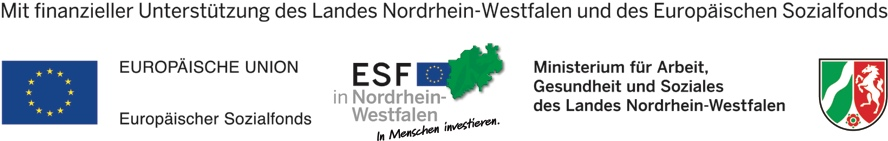 Mit finanzieller Unterstützung des Landes Nordrhein-Westfalen und des Europäischen Sozialfonds
EUROPÄISCHE UNION
Europäischer Sozialfonds
ESF
in Nordrhein-
Westfalen
In Menschen investieren.
Ministerium für Arbeit,
Gesundheit und Soziales
des Landes Nordrhein-Westfalen